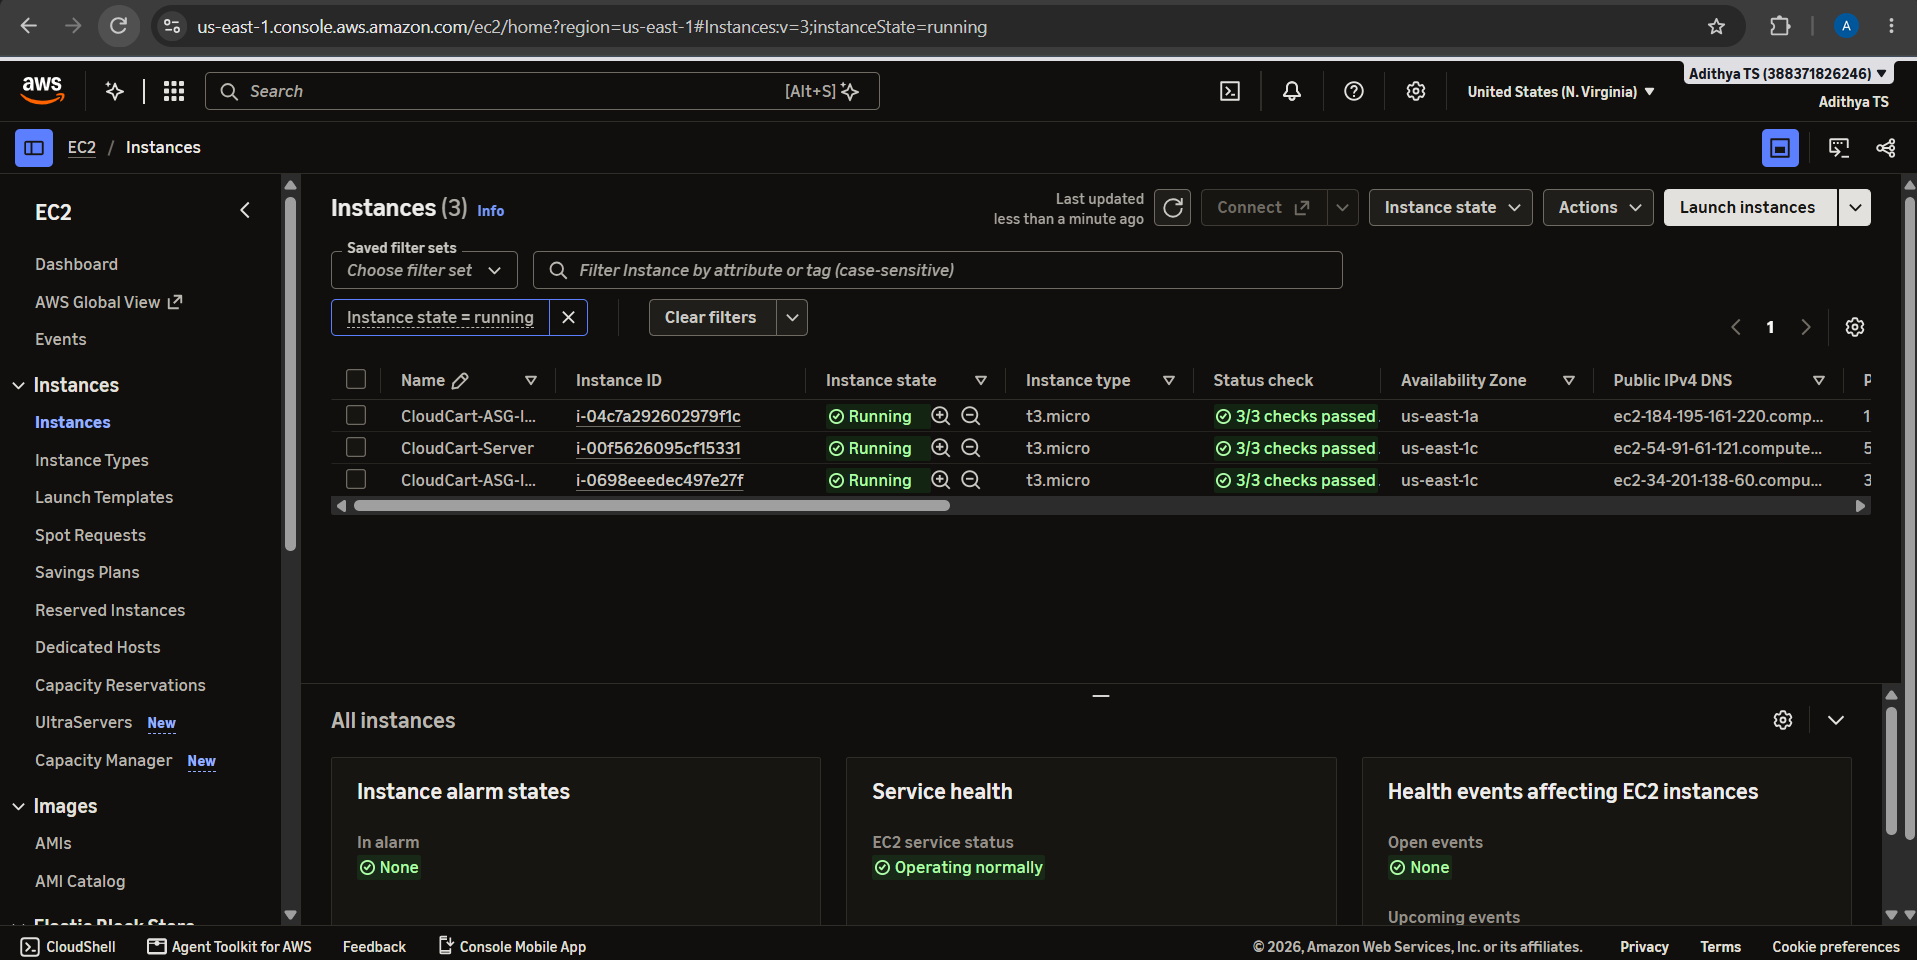 us-east-1.console.aws.amazon.com/ec2/home?region=us-east-1#Instances:v=3;instanceState=running
A
aws
Search
[Alt+S]
United States (N. Virginia)
Adithya TS (388371826246)
Adithya TS
EC2 / Instances
EC2
Dashboard
AWS Global View
Events
Instances
Instances
Instance Types
Launch Templates
Spot Requests
Savings Plans
Reserved Instances
Dedicated Hosts
Capacity Reservations
UltraServers New
Capacity Manager New
Images
AMIs
AMI Catalog
Elastic Block Store
Instances (3) Info
Last updated
less than a minute ago
Connect
Instance state
Actions
Launch instances
Saved filter sets
Choose filter set
Filter Instance by attribute or tag (case-sensitive)
Instance state = running
Clear filters
1
Name Instance ID Instance state Instance type Status check Availability Zone Public IPv4 DNS P
CloudCart-ASG-I... i-04c7a292602979f1c Running t3.micro 3/3 checks passed us-east-1a ec2-184-195-161-220.comp... 1
CloudCart-Server i-00f5626095cf15331 Running t3.micro 3/3 checks passed us-east-1c ec2-54-91-61-121.compute... 5
CloudCart-ASG-I... i-0698eeedec497e27f Running t3.micro 3/3 checks passed us-east-1c ec2-34-201-138-60.compu... 3
All instances
Instance alarm states
In alarm
None
Service health
EC2 service status
Operating normally
Health events affecting EC2 instances
Open events
None
Upcoming events
CloudShell
Agent Toolkit for AWS
Feedback
Console Mobile App
© 2026, Amazon Web Services, Inc. or its affiliates.
Privacy
Terms
Cookie preferences